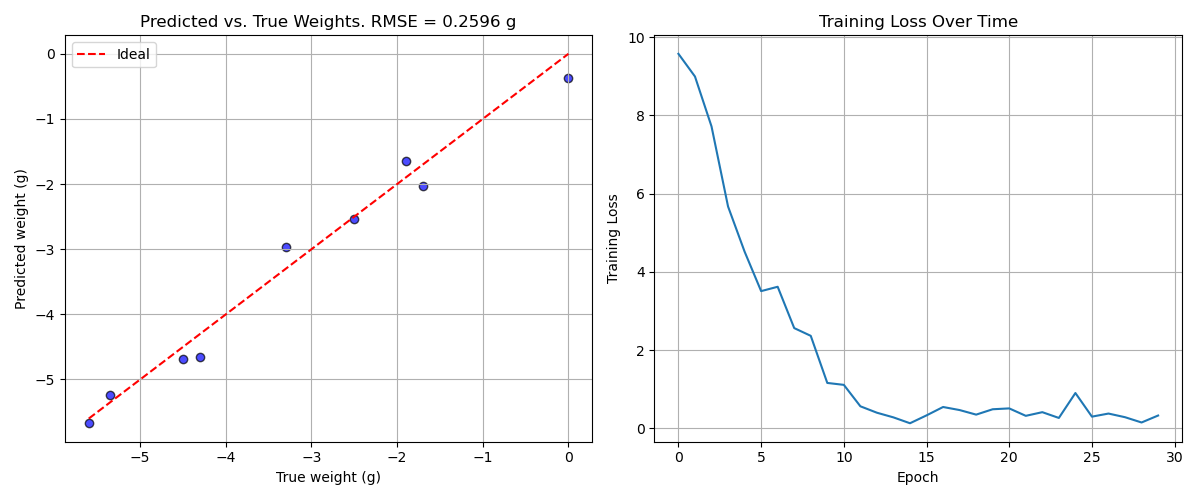 Predicted vs. True Weights. RMSE = 0.2596 g
Ideal
0
−1
−2
−3
−4
−5
Predicted weight (g)
−5 −4 −3 −2 −1 0
True weight (g)
Training Loss Over Time
10
8
6
4
2
0
Training Loss
0 5 10 15 20 25 30
Epoch